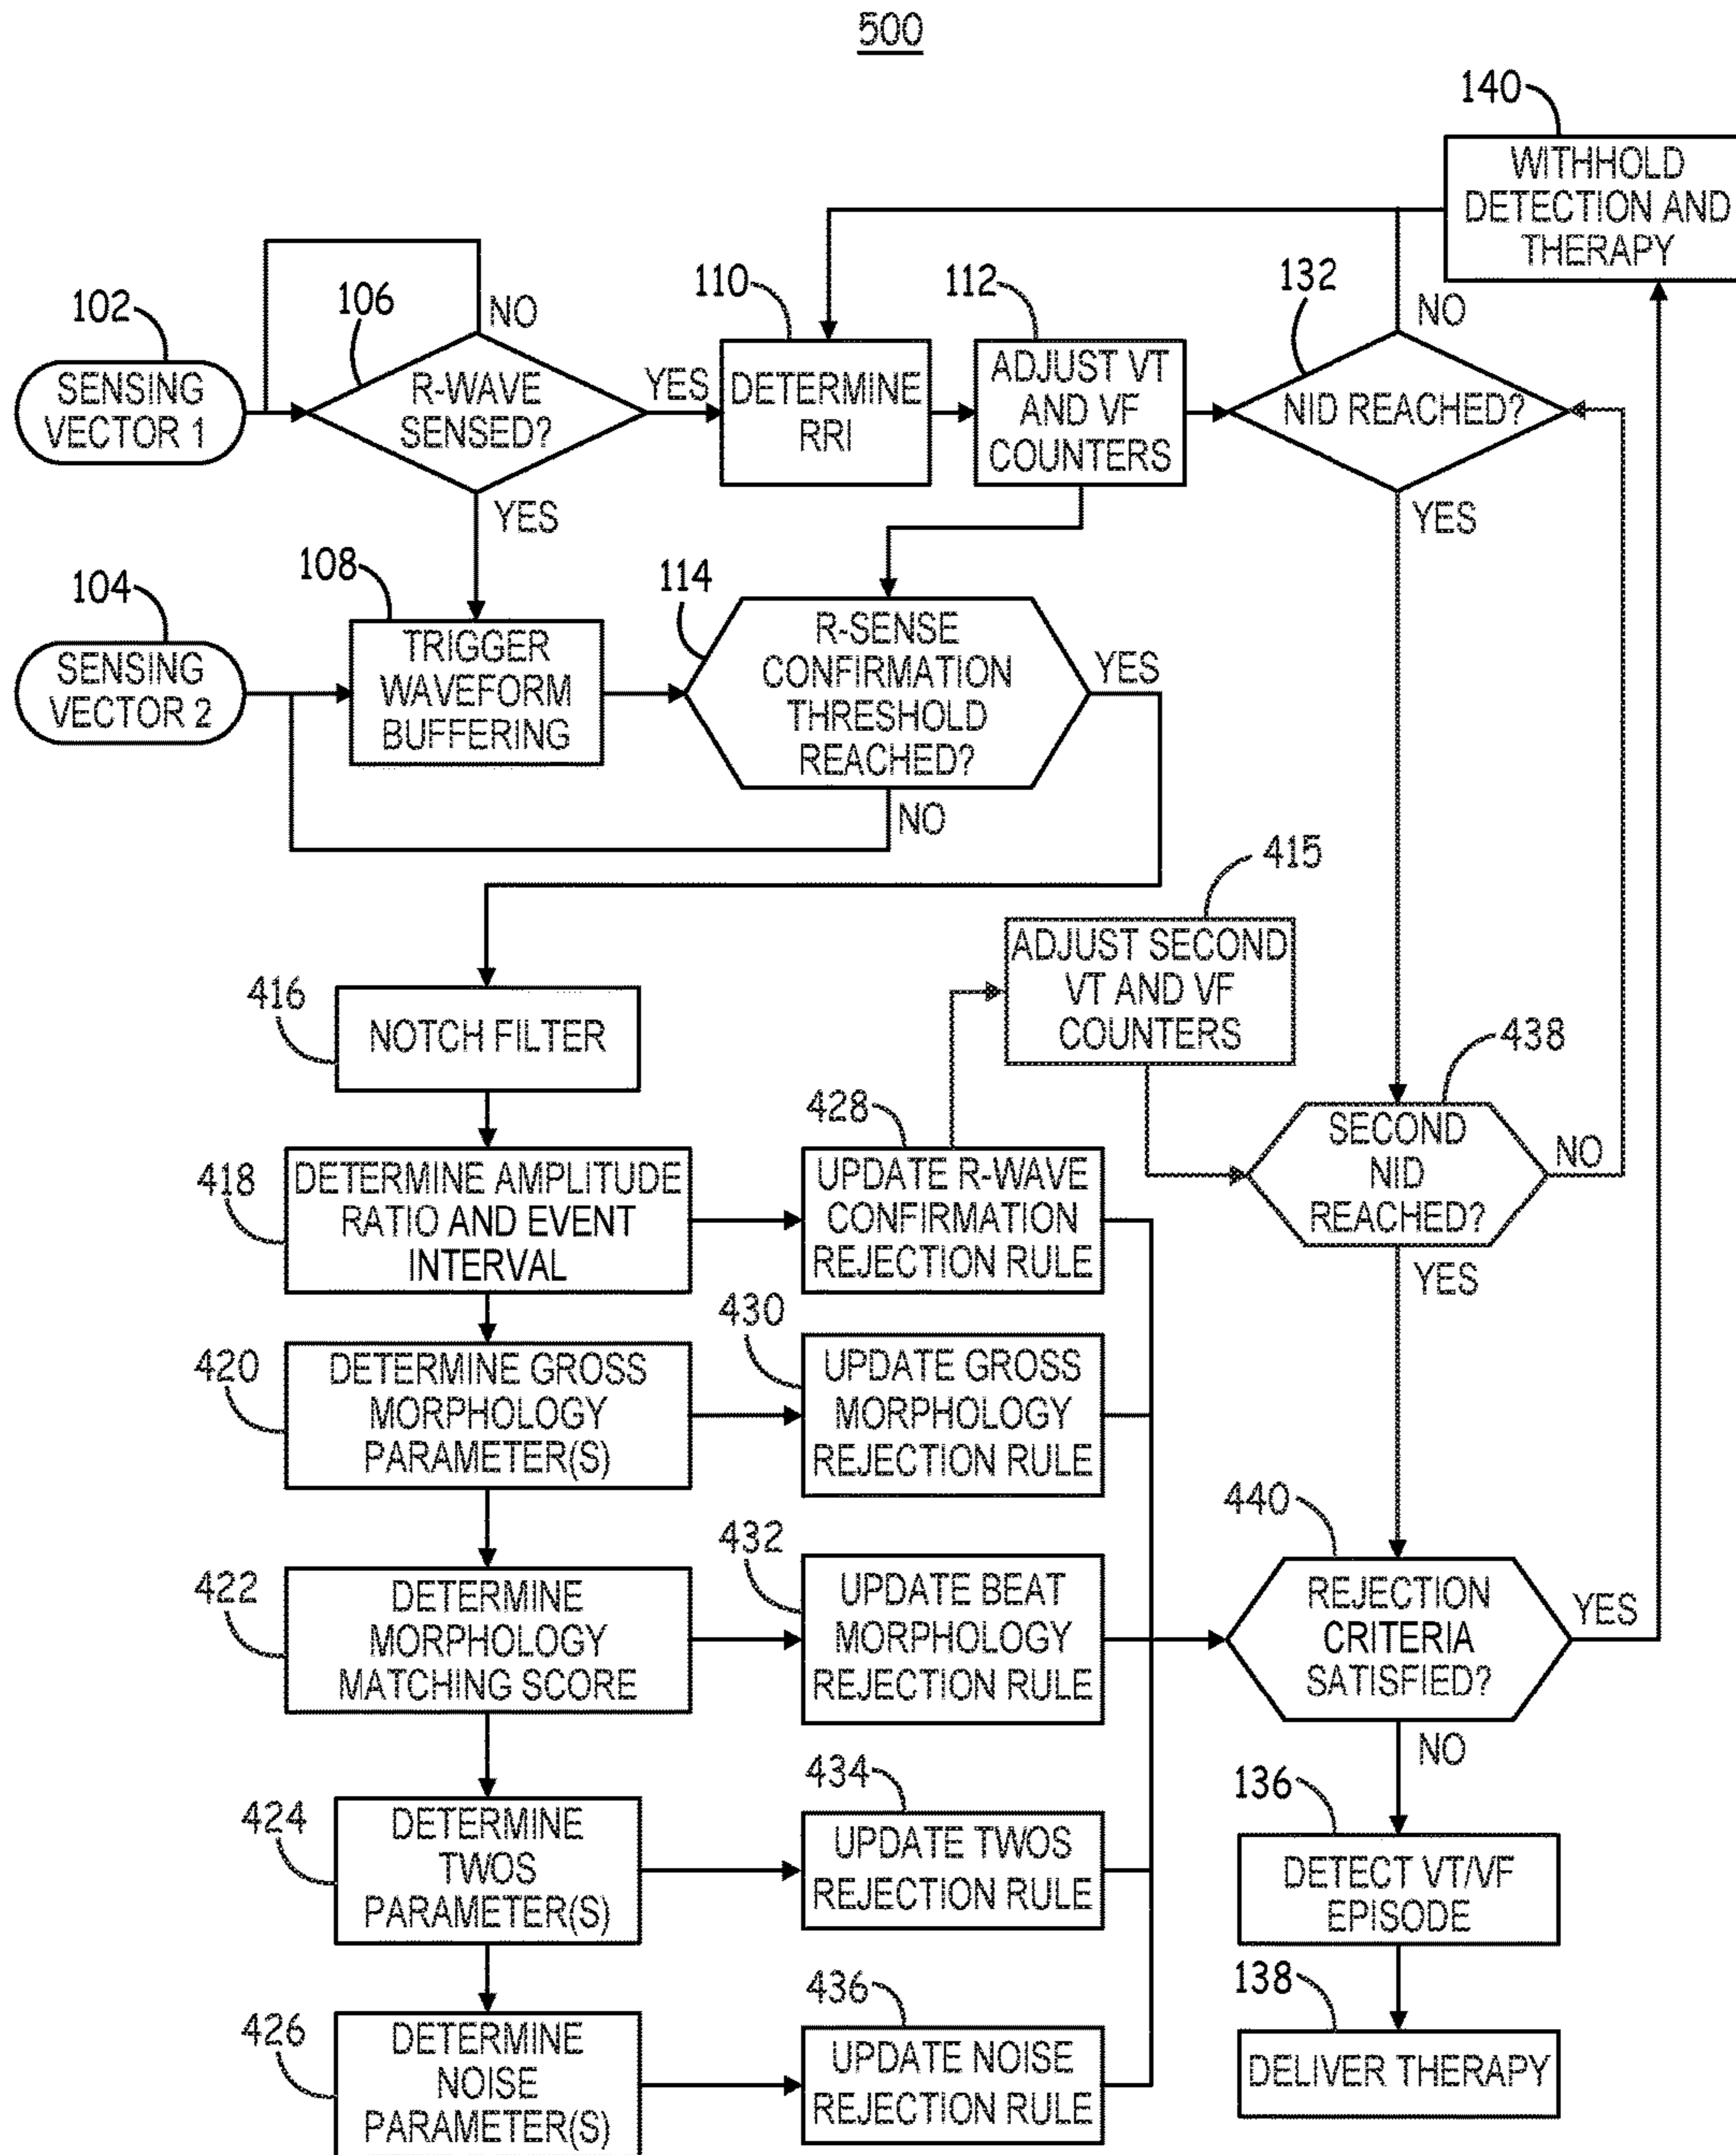 500
140
WITHHOLD
DETECTION AND
THERAPY
102
SENSING
VECTOR 1
106
NO
R-WAVE
SENSED?
YES
YES
110
DETERMINE
RRI
112
ADJUST VT
AND VF
COUNTERS
132
NO
NID REACHED?
YES
104
SENSING
VECTOR 2
108
TRIGGER
WAVEFORM
BUFFERING
114
R-SENSE
CONFIRMATION
THRESHOLD
REACHED?
YES
NO
415
ADJUST SECOND
VT AND VF
COUNTERS
416
NOTCH FILTER
438
SECOND
NID
REACHED?
NO
YES
418
DETERMINE AMPLITUDE
RATIO AND EVENT
INTERVAL
428
UPDATE R-WAVE
CONFIRMATION
REJECTION RULE
420
DETERMINE GROSS
MORPHOLOGY
PARAMETER(S)
430
UPDATE GROSS
MORPHOLOGY
REJECTION RULE
422
DETERMINE
MORPHOLOGY
MATCHING SCORE
432
UPDATE BEAT
MORPHOLOGY
REJECTION RULE
440
REJECTION
CRITERIA
SATISFIED?
YES
NO
424
DETERMINE
TWOS
PARAMETER(S)
434
UPDATE TWOS
REJECTION RULE
136
DETECT VT/VF
EPISODE
426
DETERMINE
NOISE
PARAMETER(S)
436
UPDATE NOISE
REJECTION RULE
138
DELIVER THERAPY